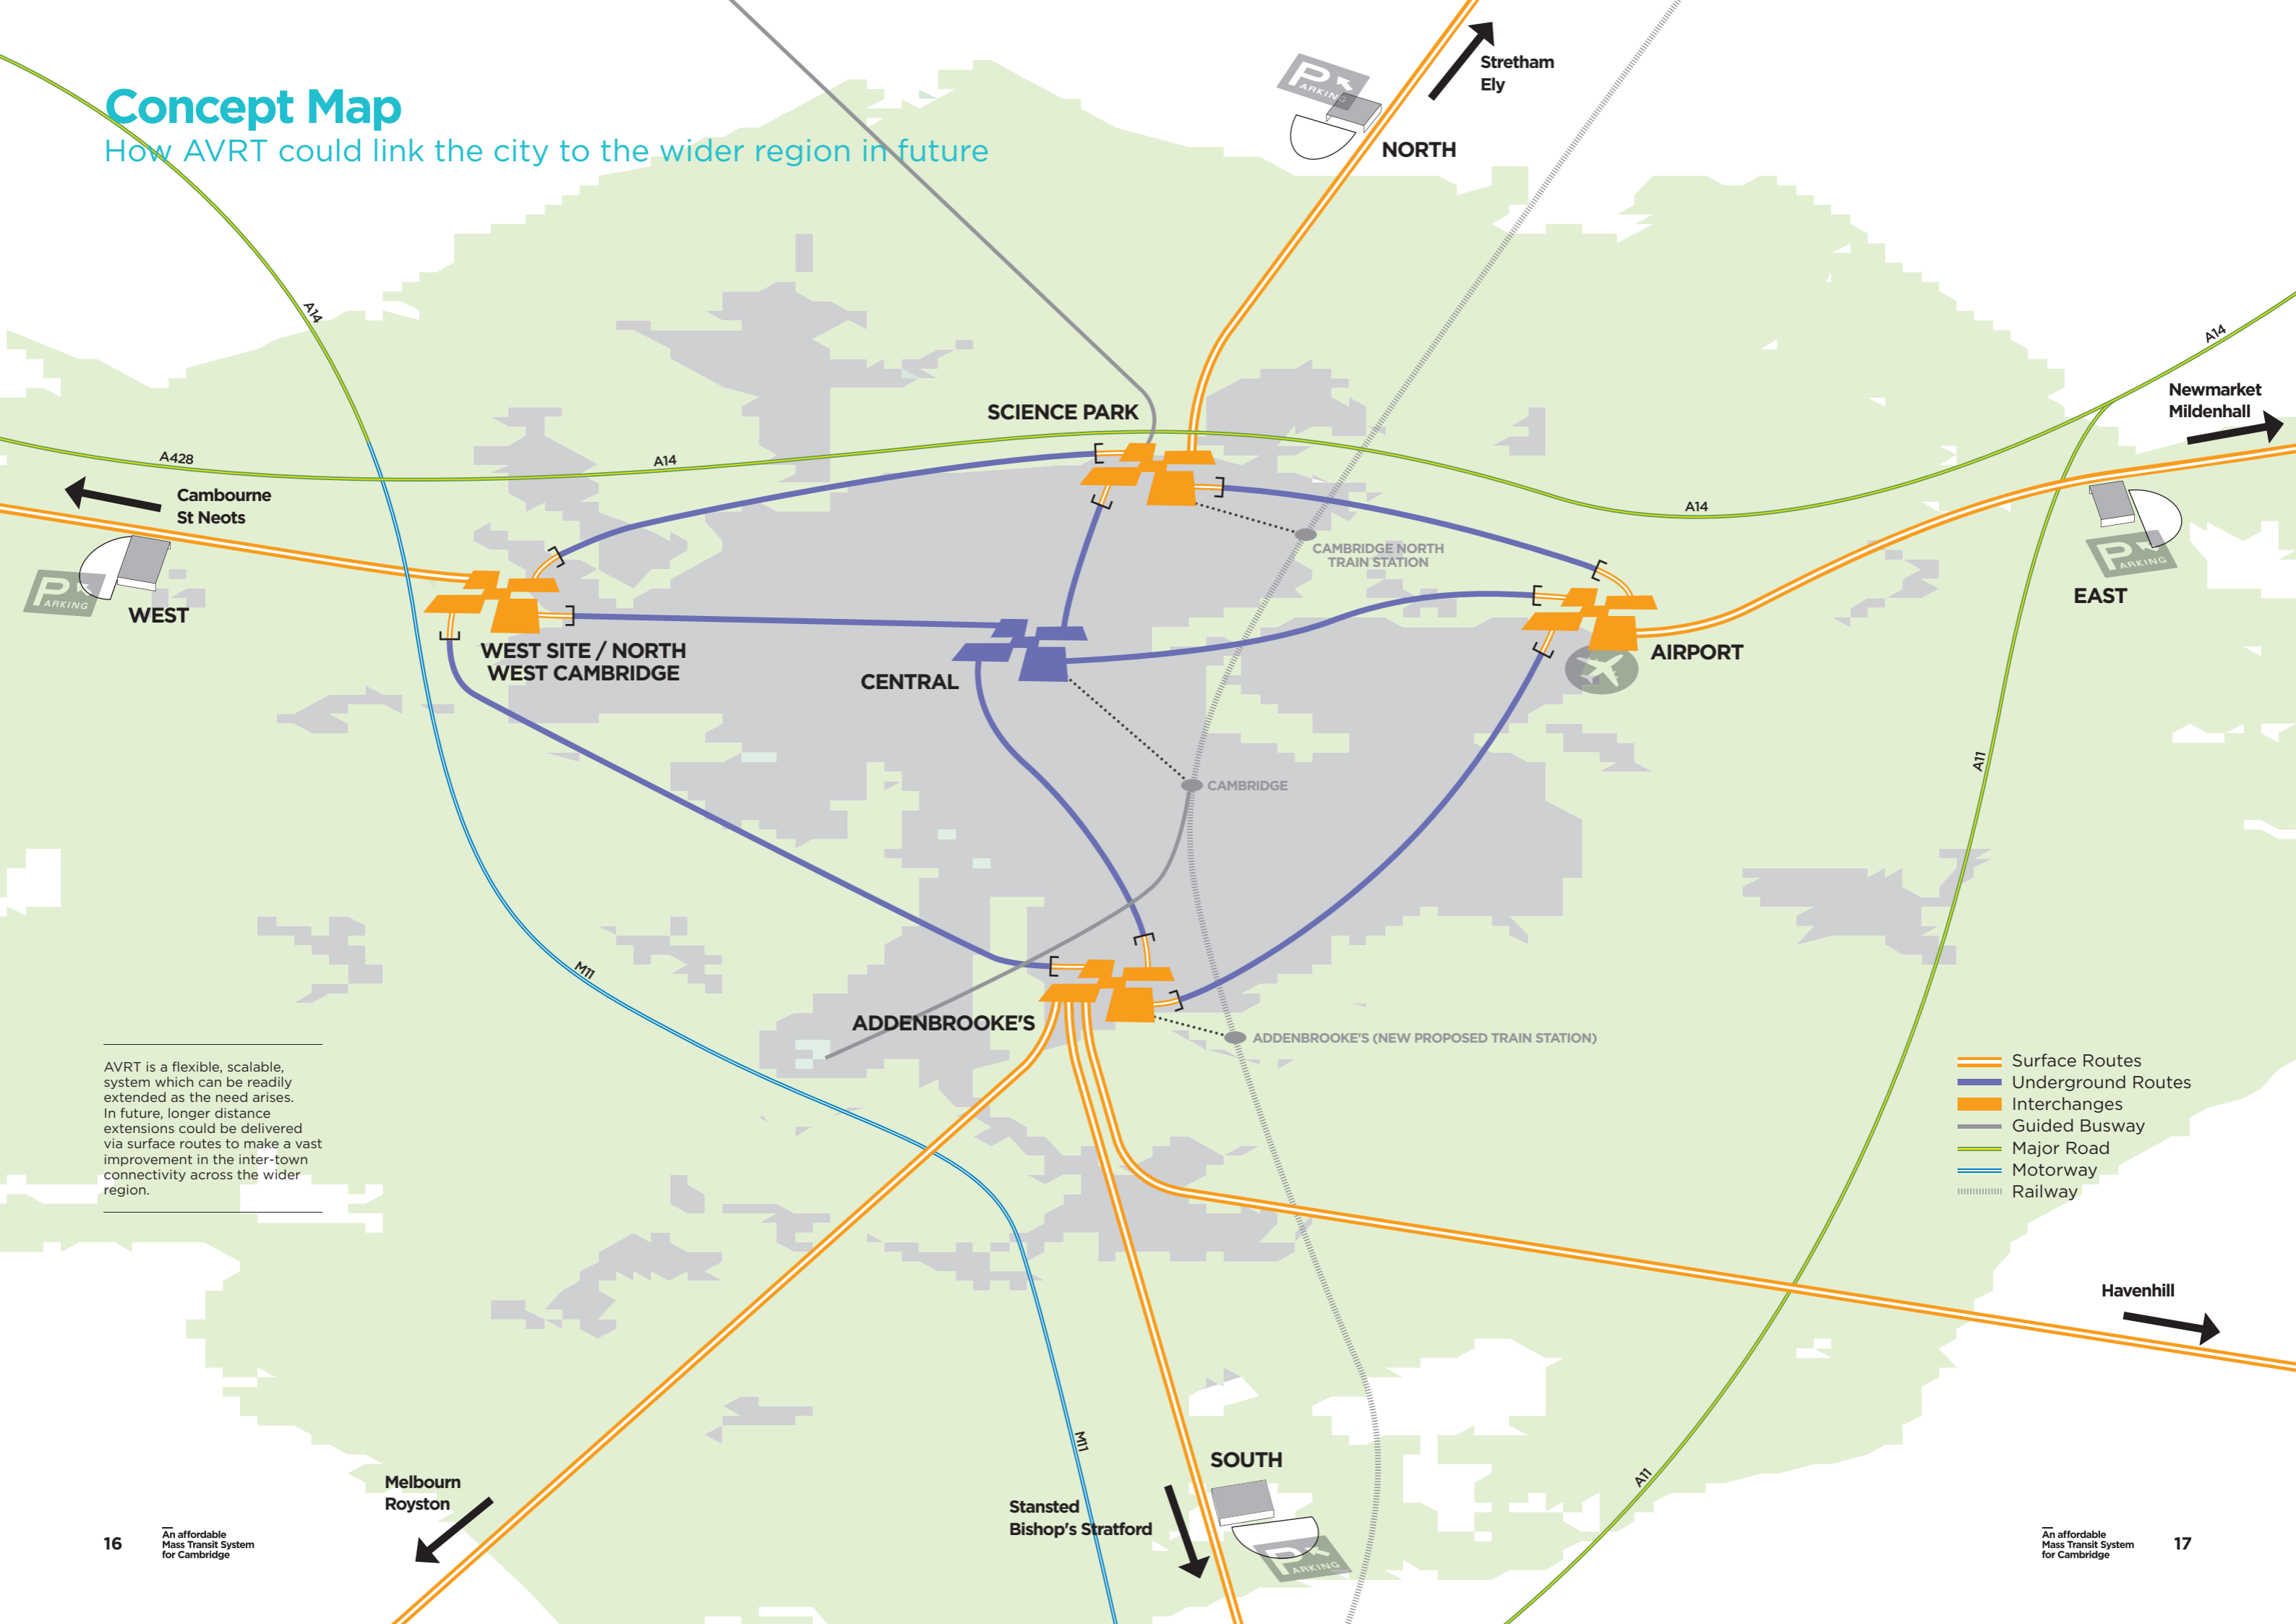 Concept Map
How AVRT could link the city to the wider region in future
Stretham
Ely
PARKING
NORTH
A14
A14
Newmarket
Mildenhall
SCIENCE PARK
A428
A14
Cambourne
St Neots
A14
CAMBRIDGE NORTH
TRAIN STATION
PARKING
WEST
PARKING
EAST
WEST SITE / NORTH
WEST CAMBRIDGE
CENTRAL
AIRPORT
A11
CAMBRIDGE
M11
ADDENBROOKE'S
ADDENBROOKE'S (NEW PROPOSED TRAIN STATION)
AVRT is a flexible, scalable,
system which can be readily
extended as the need arises.
In future, longer distance
extensions could be delivered
via surface routes to make a vast
improvement in the inter-town
connectivity across the wider
region.
Surface Routes
Underground Routes
Interchanges
Guided Busway
Major Road
Motorway
Railway
Havenhill
M11
SOUTH
A11
Melbourn
Royston
Stansted
Bishop's Stratford
PARKING
16
An affordable
Mass Transit System
for Cambridge
An affordable
Mass Transit System
for Cambridge
17